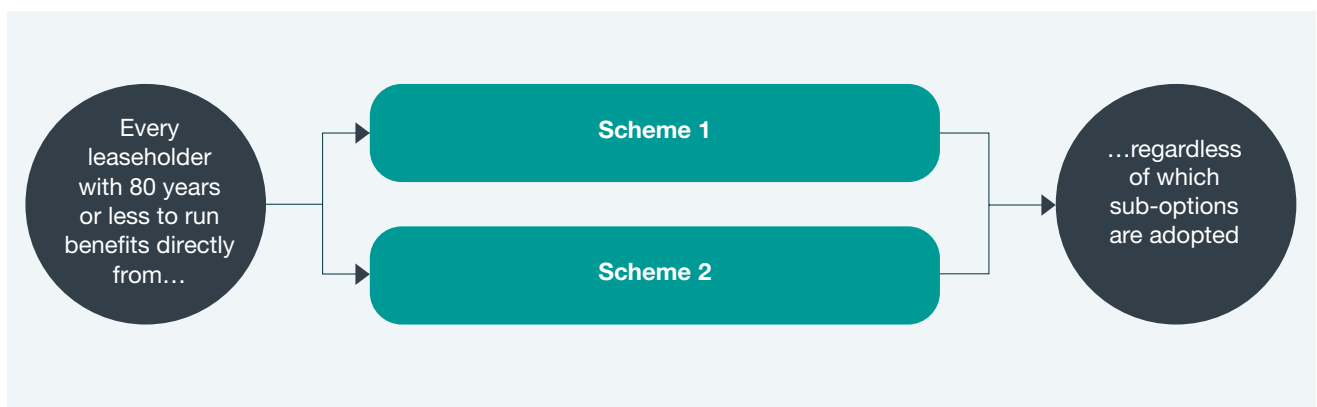 Every
leaseholder
with 80 years
or less to run
benefits directly
from…
Scheme 1
Scheme 2
…regardless
of which
sub-options
are adopted